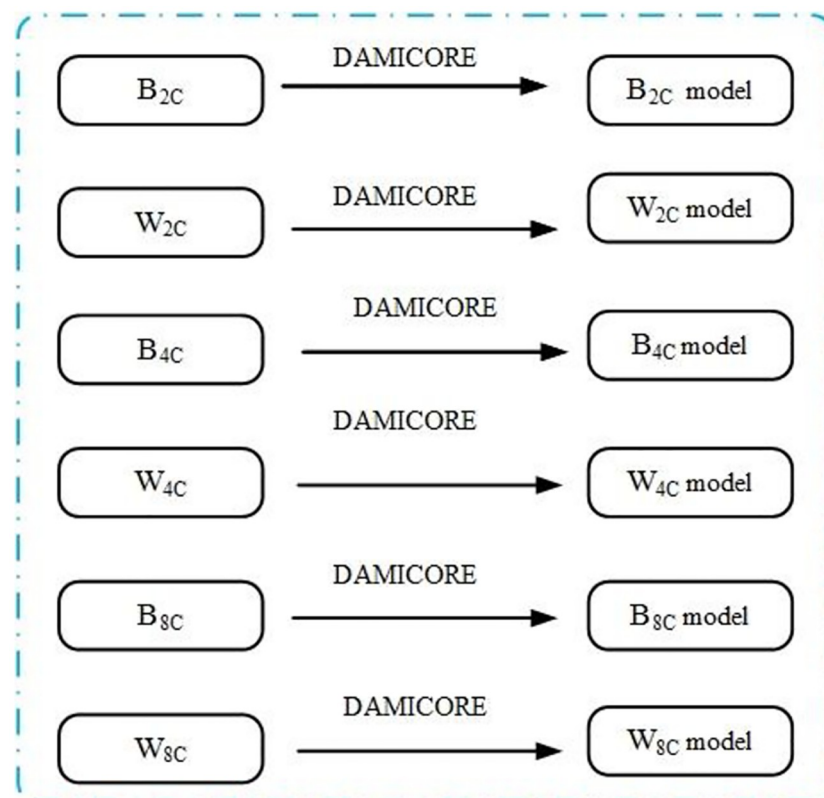 DAMICORE
B2C
B2C model
DAMICORE
W2C
W2C model
DAMICORE
B4C
B4C model
DAMICORE
W4C
W4C model
DAMICORE
B8C
B8C model
DAMICORE
W8C
W8C model